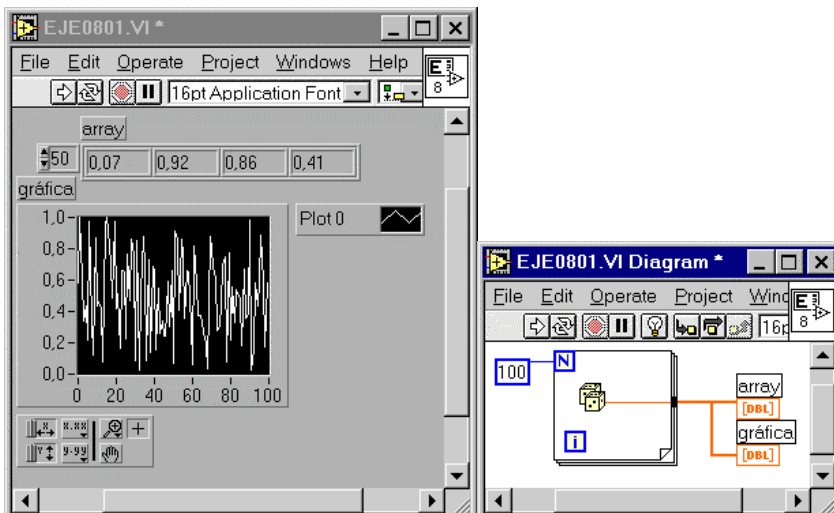 EJE0801.VI *
File Edit Operate Project Windows Help
E
8
16pt Application Font
array
50 0,07 0,92 0,86 0,41
gráfica
Plot 0
1,0
0,8
0,6
0,4
0,2
0,0
0 20 40 60 80 100
X
x.xx
Y
y.yy
EJE0801.VI Diagram *
File Edit Operate Project Wind
E
8
16p
100
N
i
array
[DBL]
gráfica
[DBL]